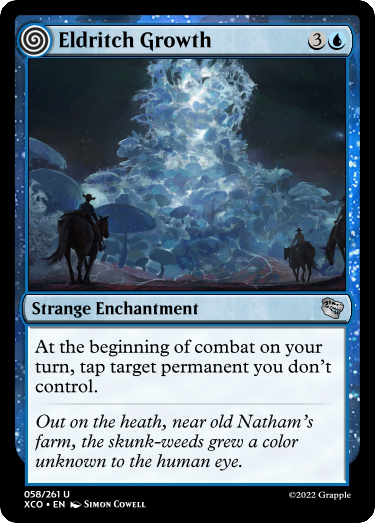 Eldritch Growth 3
Strange Enchantment
At the beginning of combat on your
turn, tap target permanent you don't
control.
Out on the heath, near old Natham's
farm, the skunk-weeds grew a color
unknown to the human eye.
058/261 U
XCO • EN Simon Cowell
©2022 Grapple